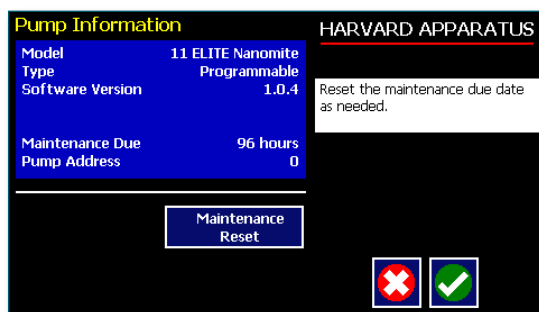 Pump Information
Model 11 ELITE Nanomite
Type Programmable
Software Version 1.0.4
Maintenance Due 96 hours
Pump Address 0
Maintenance
Reset
HARVARD APPARATUS
Reset the maintenance due date
as needed.